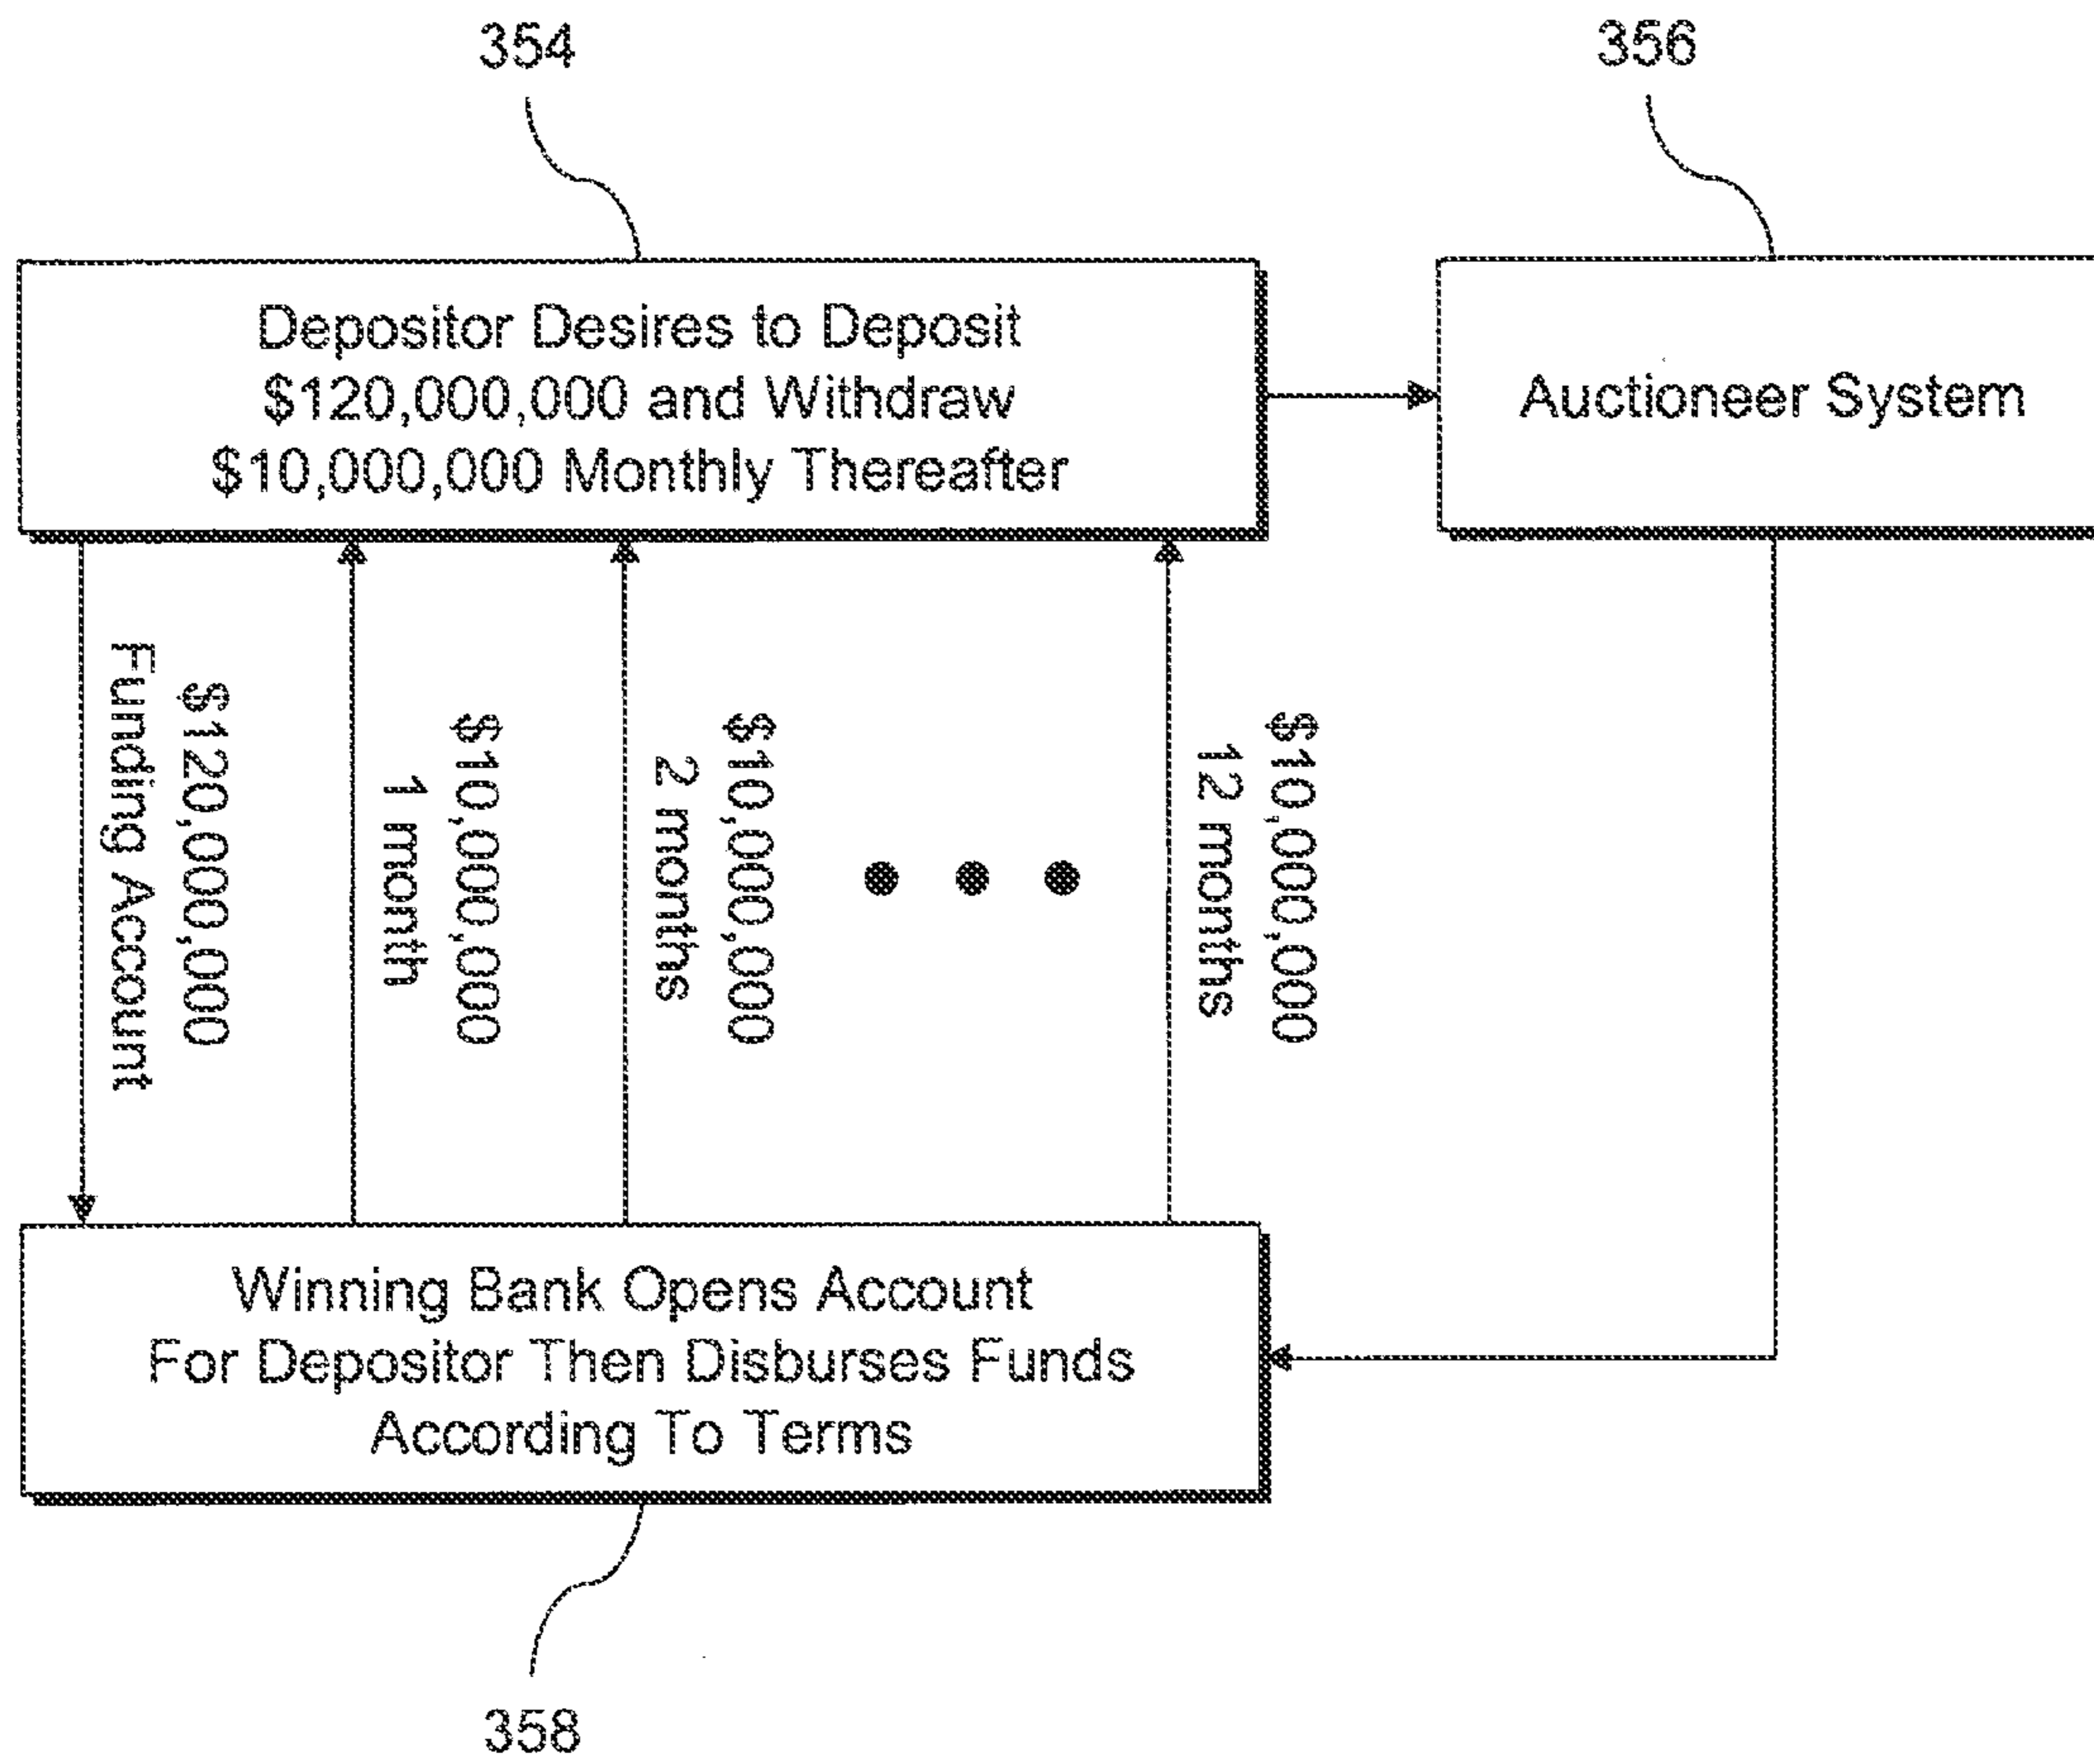 354
356
Depositor Desires to Deposit
$120,000,000 and Withdraw
$10,000,000 Monthly Thereafter
Auctioneer System
$120,000,000
Funding Account
$10,000,000
1 month
$10,000,000
2 months
$10,000,000
12 months
Winning Bank Opens Account
For Depositor Then Disburses Funds
According To Terms
358